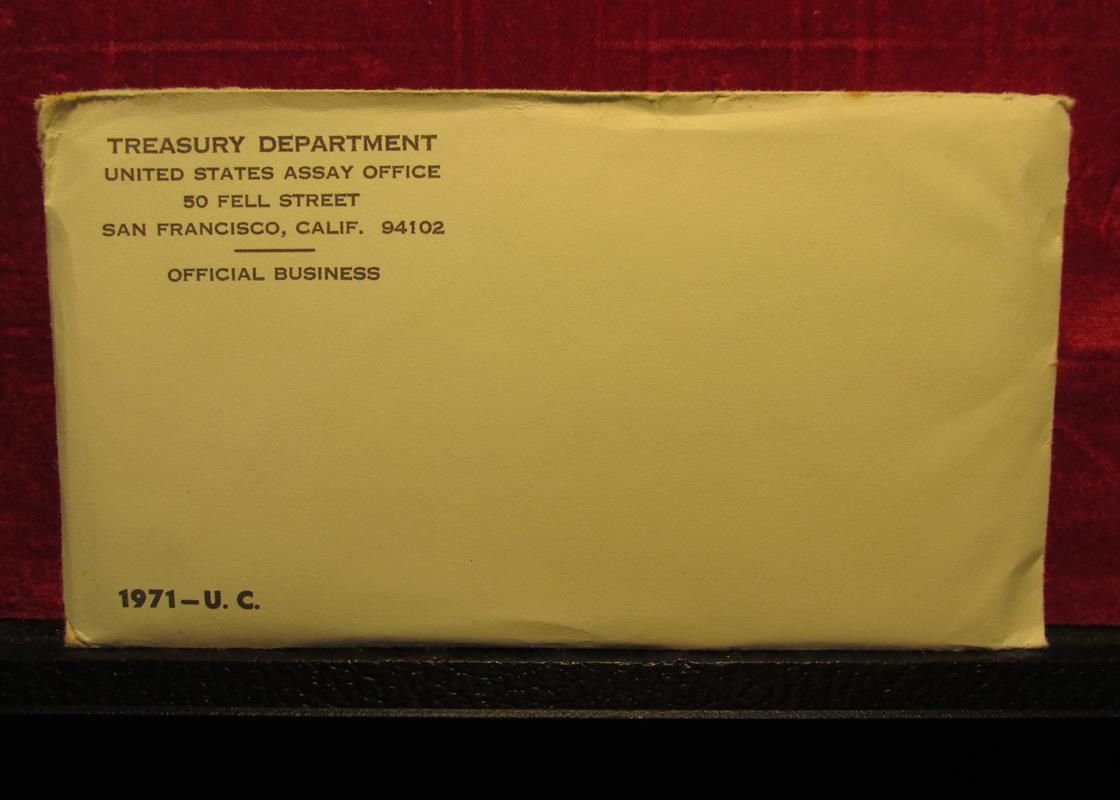 TREASURY DEPARTMENT
UNITED STATES ASSAY OFFICE
50 FELL STREET
SAN FRANCISCO, CALIF. 94102
OFFICIAL BUSINESS
1971–U. C.